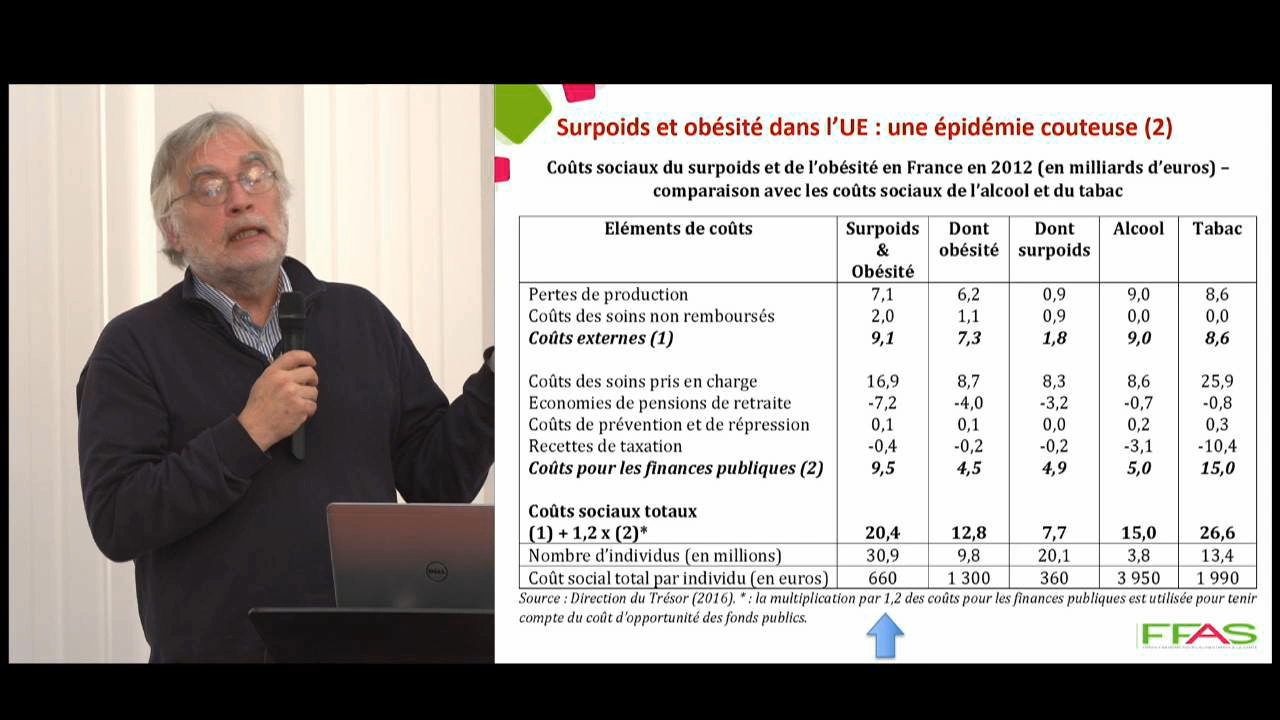 Surpoids et obésité dans l’UE : une épidémie couteuse (2)
Coûts sociaux du surpoids et de l’obésité en France en 2012 (en milliards d’euros) –
comparaison avec les coûts sociaux de l’alcool et du tabac
Eléments de coûts Surpoids & Obésité Dont obésité Dont surpoids Alcool Tabac
Pertes de production 7,1 6,2 0,9 9,0 8,6
Coûts des soins non remboursés 2,0 1,1 0,9 0,0 0,0
Coûts externes (1) 9,1 7,3 1,8 9,0 8,6
Coûts des soins pris en charge 16,9 8,7 8,3 8,6 25,9
Economies de pensions de retraite -7,2 -4,0 -3,2 -0,7 -0,8
Coûts de prévention et de répression 0,1 0,1 0,0 0,2 0,3
Recettes de taxation -0,4 -0,2 -0,2 -3,1 -10,4
Coûts pour les finances publiques (2) 9,5 4,5 4,9 5,0 15,0
Coûts sociaux totaux
(1) + 1,2 x (2)* 20,4 12,8 7,7 15,0 26,6
Nombre d’individus (en millions) 30,9 9,8 20,1 3,8 13,4
Coût social total par individu (en euros) 660 1 300 360 3 950 1 990
Source : Direction du Trésor (2016). * : la multiplication par 1,2 des coûts pour les finances publiques est utilisée pour tenir
compte du coût d’opportunité des fonds publics.
FFAS
DELL